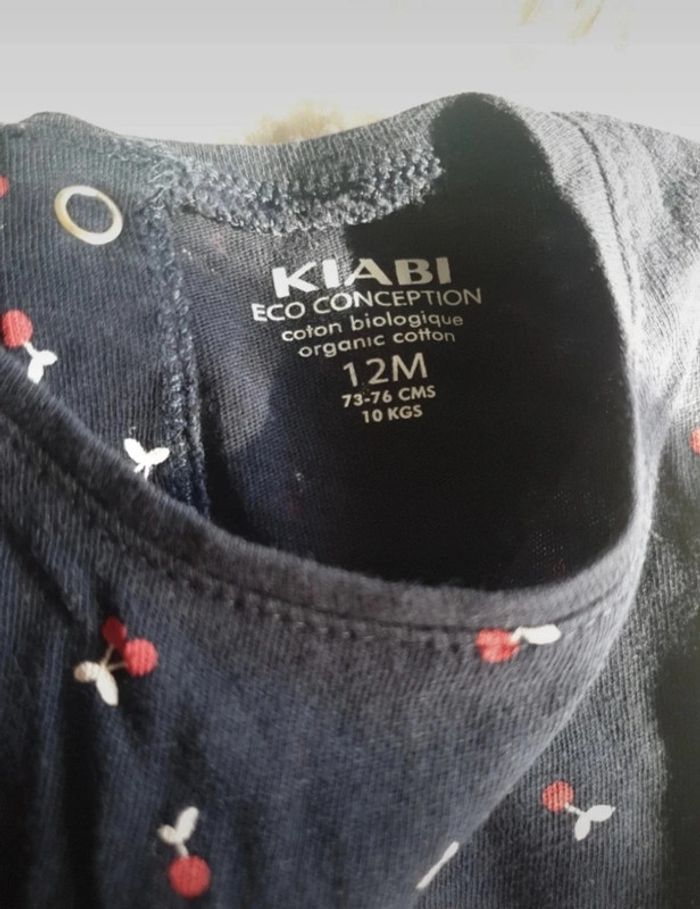 KIABI
ECO CONCEPTION
coton biologique
organic cotton
12M
73-76 CMS
10 KGS